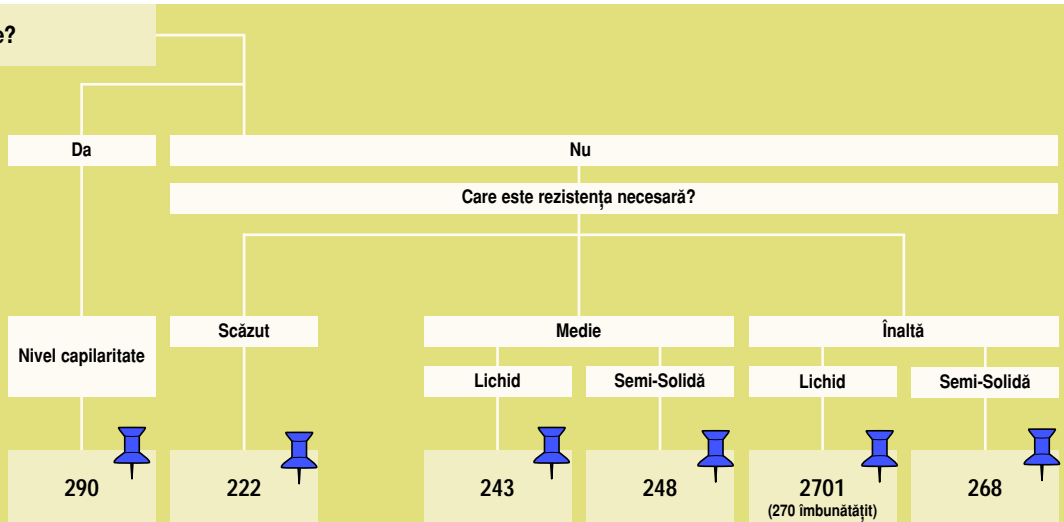 e?
Da
Nu
Care este rezistența necesară?
Nivel capilaritate
Scăzut
Medie
Înaltă
Lichid
Semi-Solidă
Lichid
Semi-Solidă
290
222
243
248
2701
(270 îmbunătățit)
268